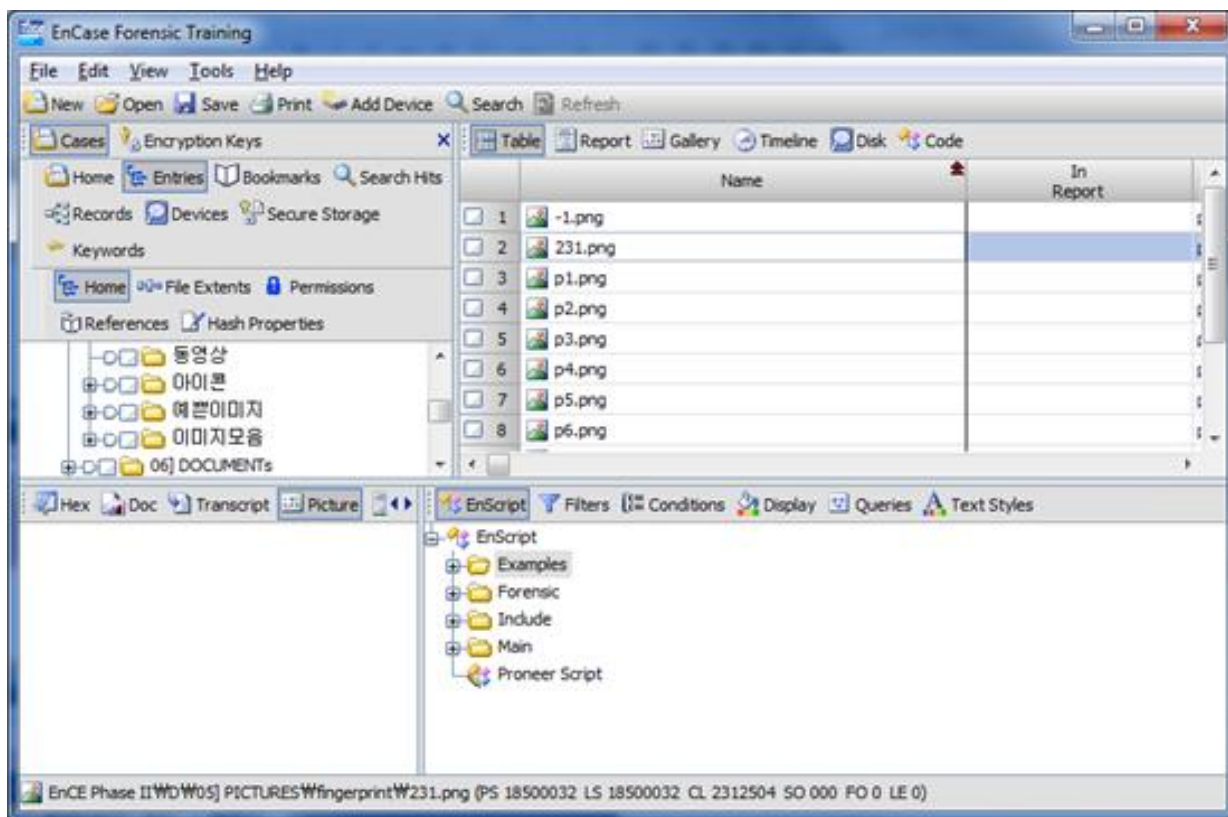 EnCase Forensic Training
File Edit View Tools Help
New Open Save Print Add Device Search Refresh
Cases Encryption Keys
Home Entries Bookmarks Search Hits
Records Devices Secure Storage
Keywords
Home File Extents Permissions
References Hash Properties
동영상
아이콘
예쁜이미지
이미지모음
06] DOCUMENTs
Table Report Gallery Timeline Disk Code
Name In Report
1 -1.png
2 231.png
3 p1.png
4 p2.png
5 p3.png
6 p4.png
7 p5.png
8 p6.png
Hex Doc Transcript Picture
EnScript Filters Conditions Display Queries Text Styles
EnScript
Examples
Forensic
Include
Main
Proneer Script
EnCE Phase II₩D₩05] PICTURES₩fingerprint₩231.png (PS 18500032 LS 18500032 CL 2312504 SO 000 FO 0 LE 0)